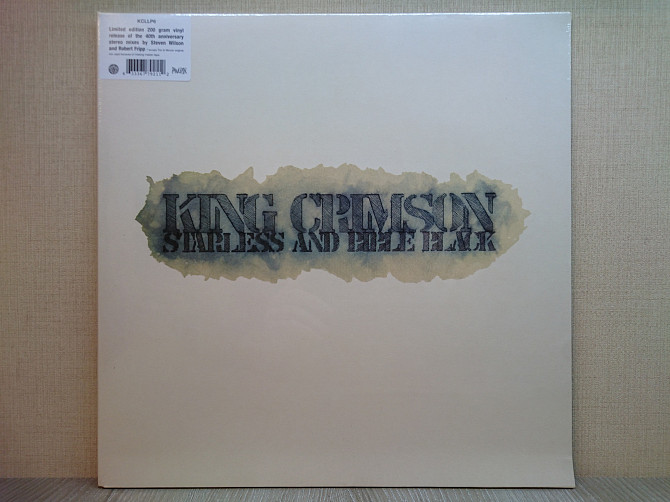 KCLLP6
Limited edition 200 gram vinyl
release of the 40th anniversary
stereo mixes by Steven Wilson
and Robert Fripp
KING CRIMSON
STARLESS AND BIBLE BLACK